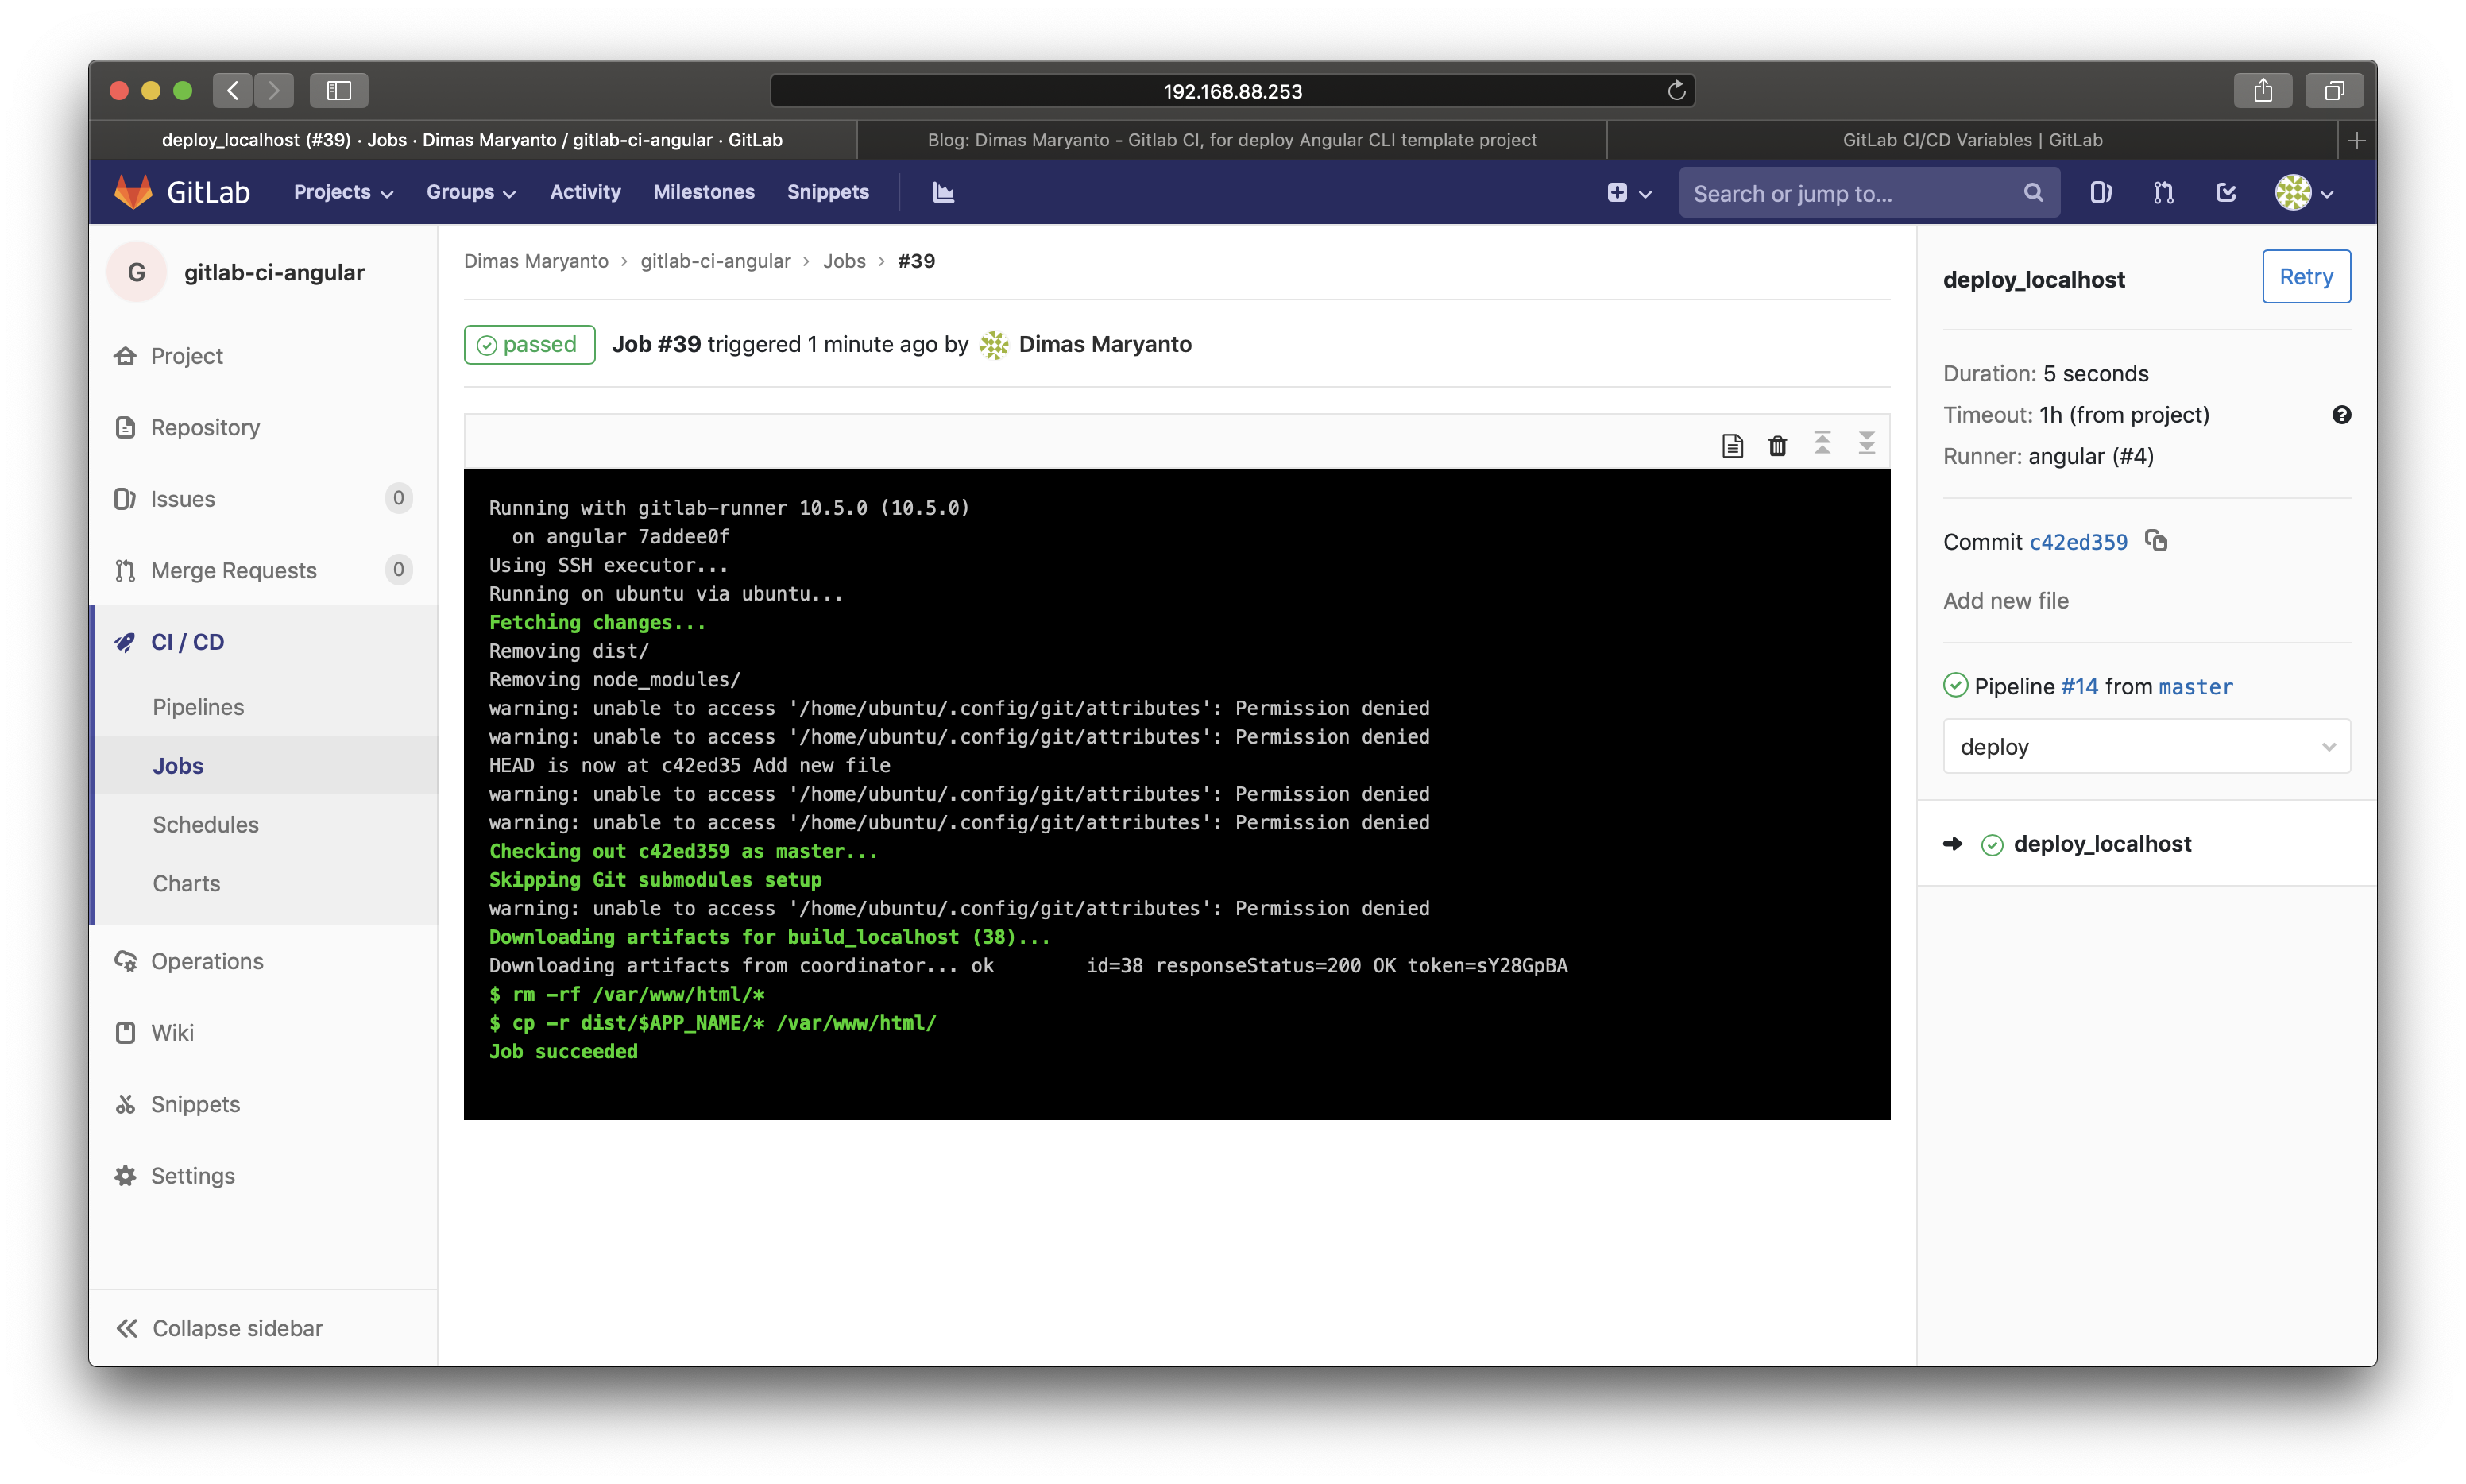 192.168.88.253
deploy_localhost (#39) · Jobs · Dimas Maryanto / gitlab-ci-angular · GitLab
Blog: Dimas Maryanto - Gitlab CI, for deploy Angular CLI template project
GitLab CI/CD Variables | GitLab
GitLab
Projects
Groups
Activity
Milestones
Snippets
Search or jump to...
G
gitlab-ci-angular
Project
Repository
Issues 0
Merge Requests 0
CI / CD
Pipelines
Jobs
Schedules
Charts
Operations
Wiki
Snippets
Settings
Collapse sidebar
Dimas Maryanto › gitlab-ci-angular › Jobs › #39
passed Job #39 triggered 1 minute ago by Dimas Maryanto
Running with gitlab-runner 10.5.0 (10.5.0)
on angular 7addee0f
Using SSH executor...
Running on ubuntu via ubuntu...
Fetching changes...
Removing dist/
Removing node_modules/
warning: unable to access '/home/ubuntu/.config/git/attributes': Permission denied
warning: unable to access '/home/ubuntu/.config/git/attributes': Permission denied
HEAD is now at c42ed35 Add new file
warning: unable to access '/home/ubuntu/.config/git/attributes': Permission denied
warning: unable to access '/home/ubuntu/.config/git/attributes': Permission denied
Checking out c42ed359 as master...
Skipping Git submodules setup
warning: unable to access '/home/ubuntu/.config/git/attributes': Permission denied
Downloading artifacts for build_localhost (38)...
Downloading artifacts from coordinator... ok id=38 responseStatus=200 OK token=sY28GpBA
$ rm -rf /var/www/html/*
$ cp -r dist/$APP_NAME/* /var/www/html/
Job succeeded
deploy_localhost
Retry
Duration: 5 seconds
Timeout: 1h (from project)
Runner: angular (#4)
Commit c42ed359
Add new file
Pipeline #14 from master
deploy
deploy_localhost